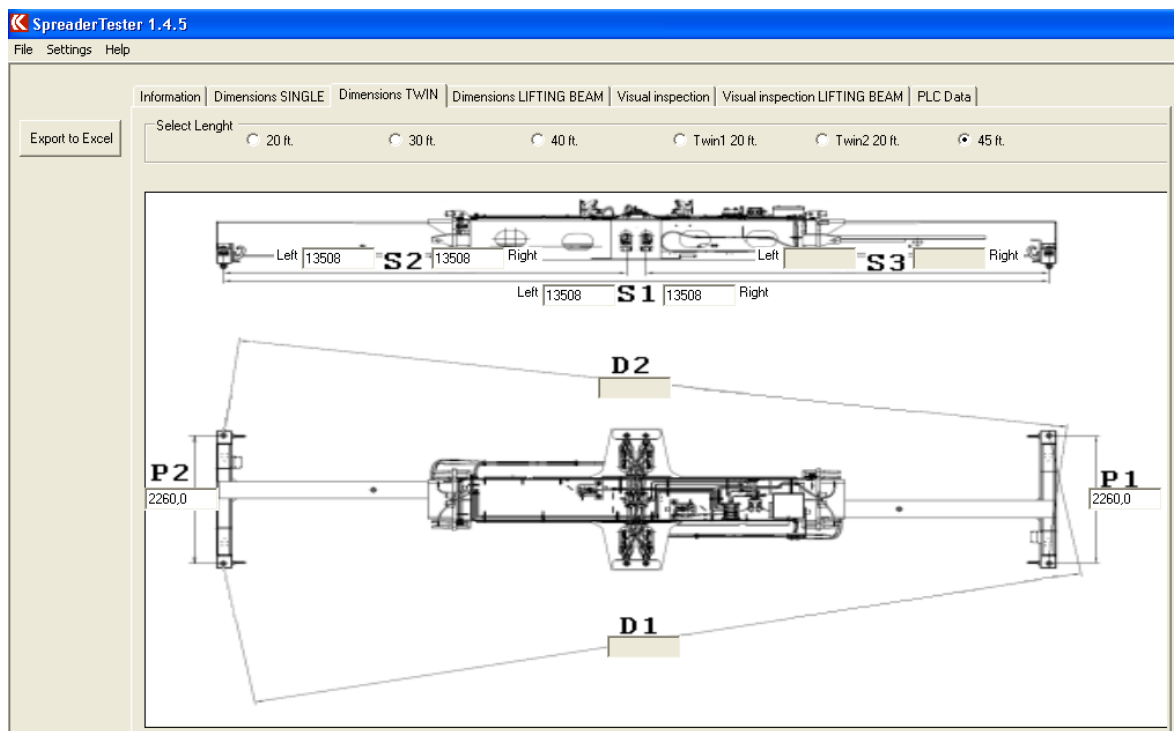 SpreaderTester 1.4.5
File Settings Help
Information Dimensions SINGLE Dimensions TWIN Dimensions LIFTING BEAM Visual inspection Visual inspection LIFTING BEAM PLC Data
Export to Excel
Select Lenght
20 ft. 30 ft. 40 ft. Twin1 20 ft. Twin2 20 ft. 45 ft.
Left 13508 = S2 = 13508 Right Left = S3 = Right
Left 13508 S1 13508 Right
D2
P2
2260,0
P1
2260,0
D1